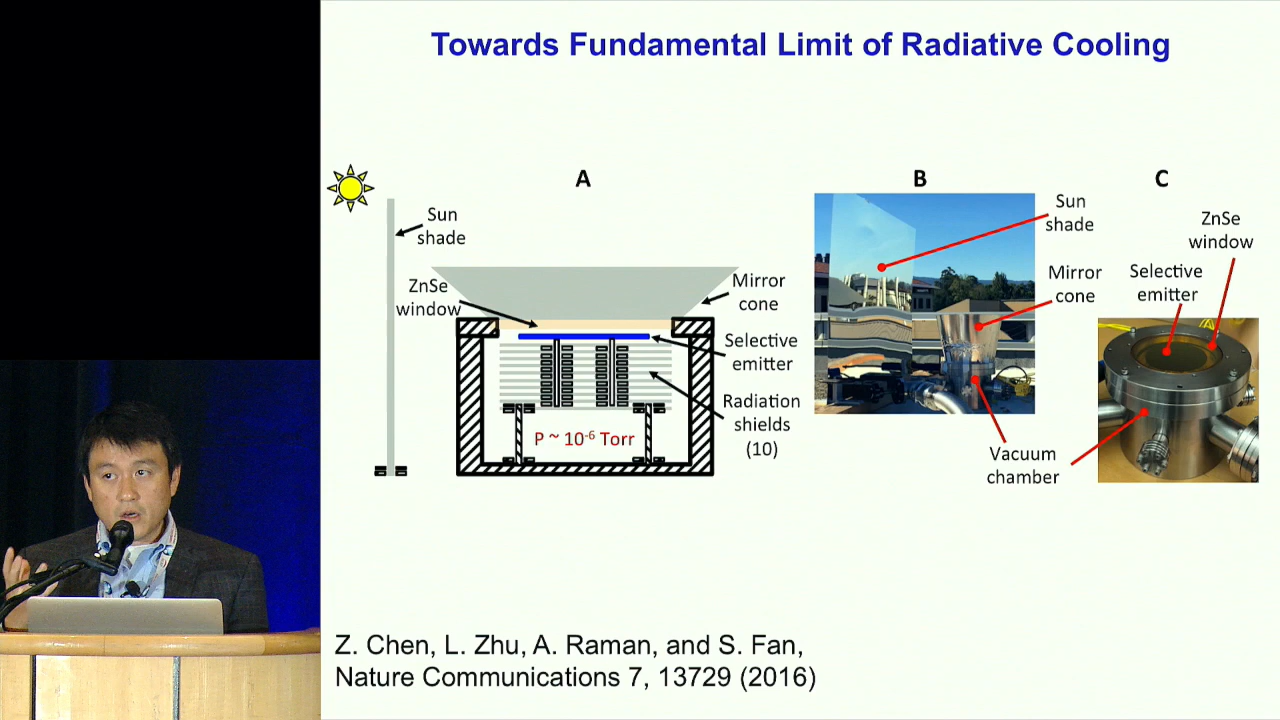 Towards Fundamental Limit of Radiative Cooling
A
B
C
Sun
shade
ZnSe
window
Mirror
cone
Selective
emitter
Radiation
shields
(10)
P ~ 10⁻⁶ Torr
Sun
shade
Mirror
cone
Vacuum
chamber
ZnSe
window
Selective
emitter
Z. Chen, L. Zhu, A. Raman, and S. Fan,
Nature Communications 7, 13729 (2016)